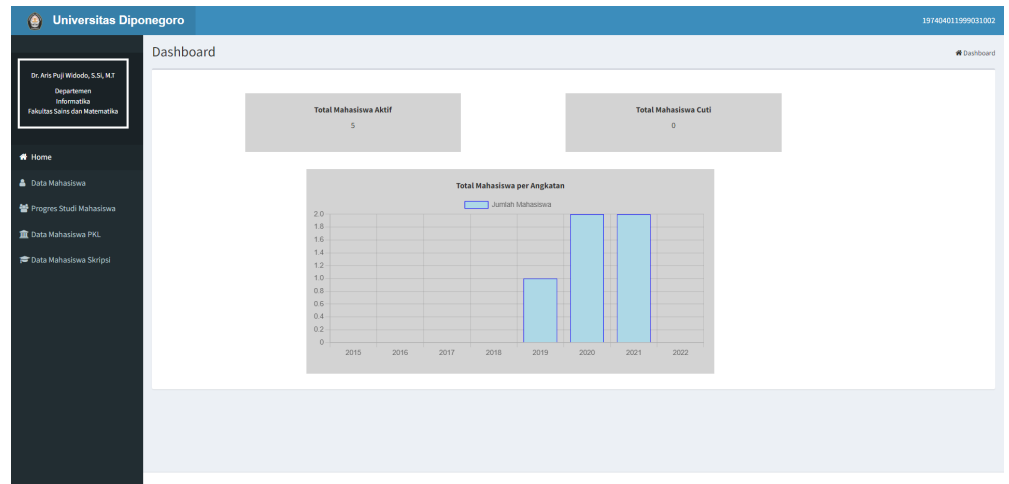 Universitas Diponegoro
197404011999031002
Dr. Aris Puji Widodo, S.Si, M.T
Departemen
Informatika
Fakultas Sains dan Matematika
Home
Data Mahasiswa
Progres Studi Mahasiswa
Data Mahasiswa PKL
Data Mahasiswa Skripsi
Dashboard
Dashboard
Total Mahasiswa Aktif
5
Total Mahasiswa Cuti
0
Total Mahasiswa per Angkatan
Jumlah Mahasiswa
2.0
1.8
1.6
1.4
1.2
1.0
0.8
0.6
0.4
0.2
0
2015 2016 2017 2018 2019 2020 2021 2022